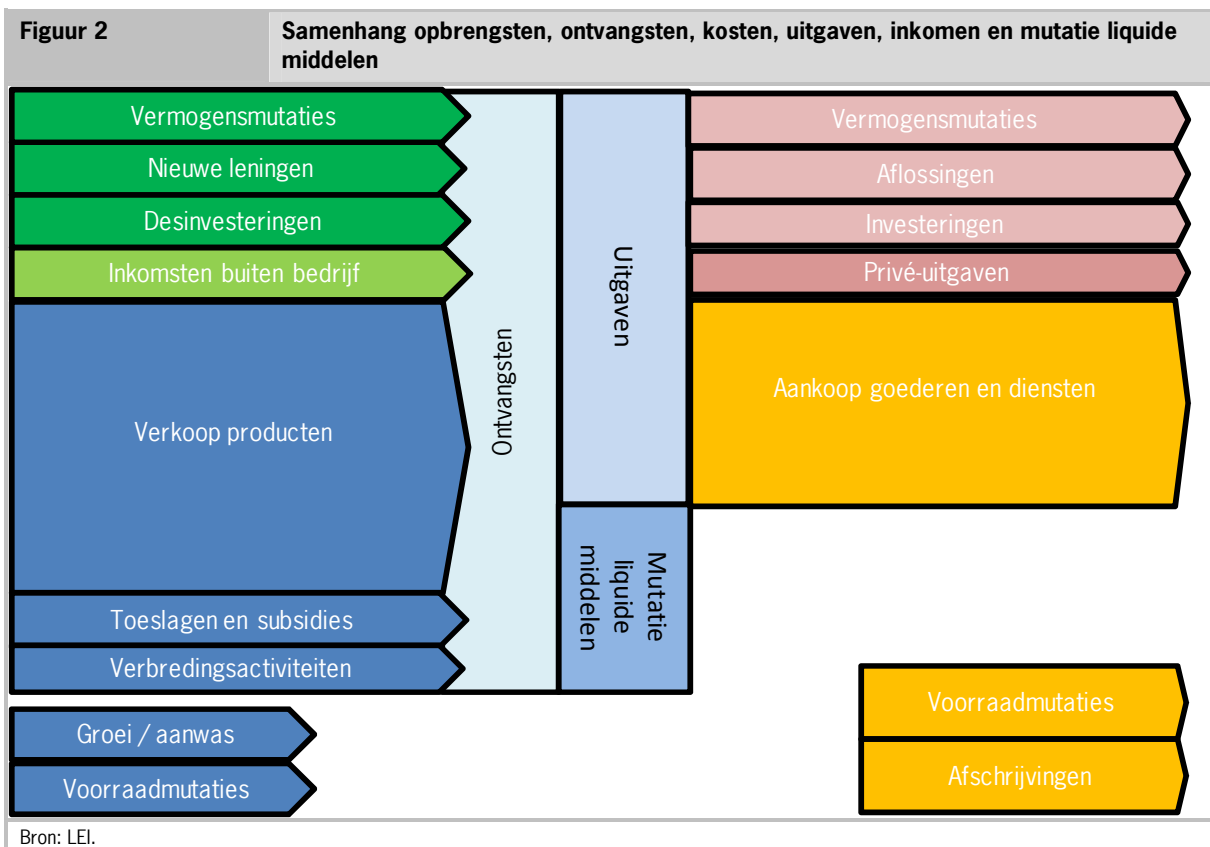 Figuur 2
Samenhang opbrengsten, ontvangsten, kosten, uitgaven, inkomen en mutatie liquide
middelen
Vermogensmutaties
Nieuwe leningen
Desinvesteringen
Inkomsten buiten bedrijf
Verkoop producten
Toeslagen en subsidies
Verbredingsactiviteiten
Groei / aanwas
Voorraadmutaties
Ontvangsten
Uitgaven
Mutatie
liquide
middelen
Vermogensmutaties
Aflossingen
Investeringen
Privé-uitgaven
Aankoop goederen en diensten
Voorraadmutaties
Afschrijvingen
Bron: LEI.